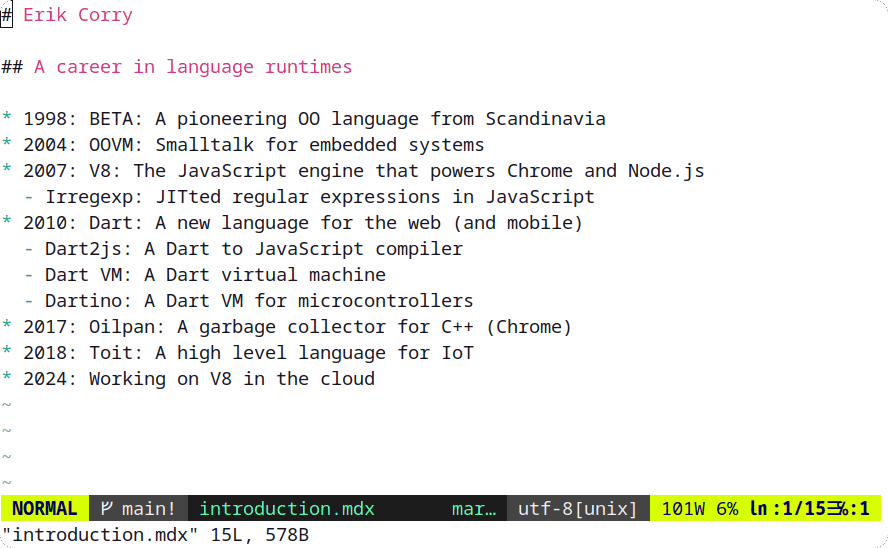 # Erik Corry
## A career in language runtimes
* 1998: BETA: A pioneering OO language from Scandinavia
* 2004: OOVM: Smalltalk for embedded systems
* 2007: V8: The JavaScript engine that powers Chrome and Node.js
  - Irregexp: JITted regular expressions in JavaScript
* 2010: Dart: A new language for the web (and mobile)
  - Dart2js: A Dart to JavaScript compiler
  - Dart VM: A Dart virtual machine
  - Dartino: A Dart VM for microcontrollers
* 2017: Oilpan: A garbage collector for C++ (Chrome)
* 2018: Toit: A high level language for IoT
* 2024: Working on V8 in the cloud
~
~
~
~
NORMAL main! introduction.mdx mar… utf-8[unix] 101W 6% ln:1/15☰%:1
"introduction.mdx" 15L, 578B